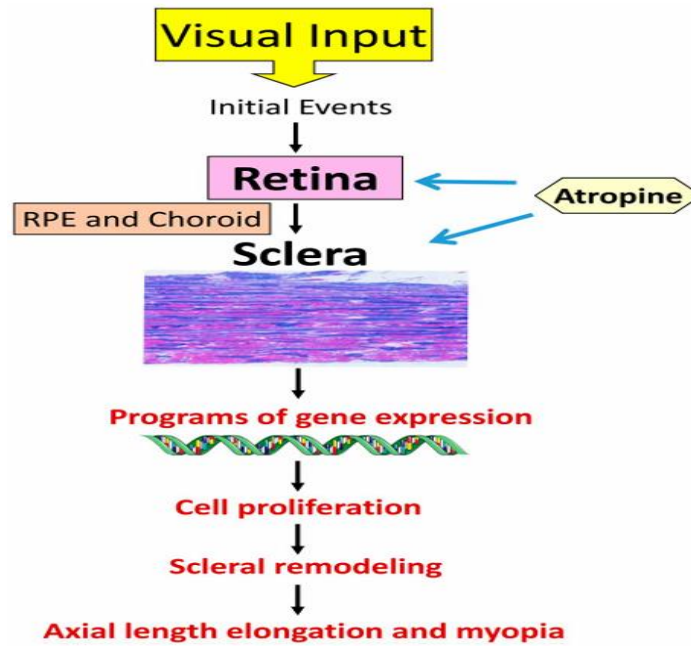 Visual Input
Initial Events
Retina
Atropine
RPE and Choroid
Sclera
Programs of gene expression
Cell proliferation
Scleral remodeling
Axial length elongation and myopia